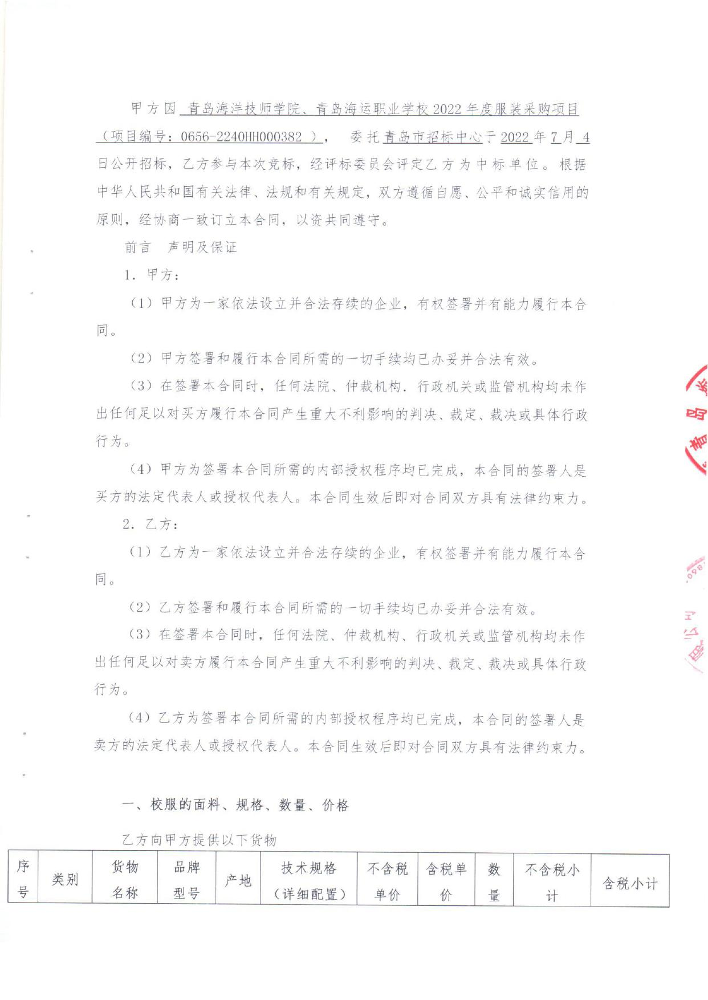 甲方因 青岛海洋技师学院、青岛海运职业学校 2022 年度服装采购项目
（项目编号：0656-2240HH000382 ）， 委托青岛市招标中心于 2022 年 7 月 4
日公开招标，乙方参与本次竞标，经评标委员会评定乙方为中标单位。根据
中华人民共和国有关法律、法规和有关规定，双方遵循自愿、公平和诚实信用的
原则，经协商一致订立本合同，以资共同遵守。
前言 声明及保证
1．甲方：
（1）甲方为一家依法设立并合法存续的企业，有权签署并有能力履行本合
同。
（2）甲方签署和履行本合同所需的一切手续均已办妥并合法有效。
（3）在签署本合同时，任何法院、仲裁机构．行政机关或监管机构均未作
出任何足以对买方履行本合同产生重大不利影响的判决、裁定、裁决或具体行政
行为。
（4）甲方为签署本合同所需的内部授权程序均已完成，本合同的签署人是
买方的法定代表人或授权代表人。本合同生效后即对合同双方具有法律约束力。
2．乙方：
（1）乙方为一家依法设立并合法存续的企业，有权签署并有能力履行本合
同。
（2）乙方签署和履行本合同所需的一切手续均已办妥并合法有效。
（3）在签署本合同时，任何法院、仲裁机构、行政机关或监管机构均未作
出任何足以对卖方履行本合同产生重大不利影响的判决、裁定、裁决或具体行政
行为。
（4）乙方为签署本合同所需的内部授权程序均已完成，本合同的签署人是
卖方的法定代表人或授权代表人。本合同生效后即对合同双方具有法律约束力。
一、校服的面料、规格、数量、价格
乙方向甲方提供以下货物
序号 类别 货物名称 品牌型号 产地 技术规格（详细配置） 不含税单价 含税单价 数量 不含税小计 含税小计
青岛
公司